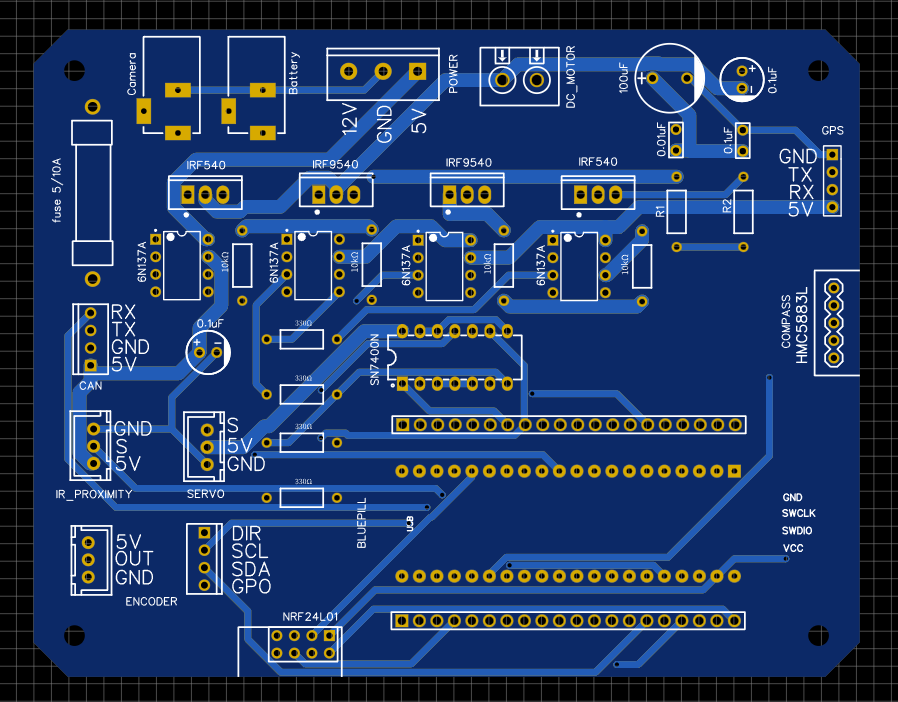 Camera
Battery
POWER
12V
GND
5V
DC_MOTOR
100uF
0.1uF
+
-
+
0.01uF
0.1uF
GPS
GND
TX
RX
5V
fuse 5/10A
IRF540
IRF9540
IRF9540
IRF540
R1
R2
6N137A
10kΩ
6N137A
10kΩ
6N137A
10kΩ
6N137A
10kΩ
COMPASS
HMC5883L
RX
TX
GND
5V
CAN
0.1uF
+
-
330Ω
330Ω
330Ω
330Ω
SN7400N
GND
S
5V
IR_PROXIMITY
S
5V
GND
SERVO
BLUEPILL
GND
SWCLK
SWDIO
VCC
5V
OUT
GND
ENCODER
DIR
SCL
SDA
GPO
NRF24L01